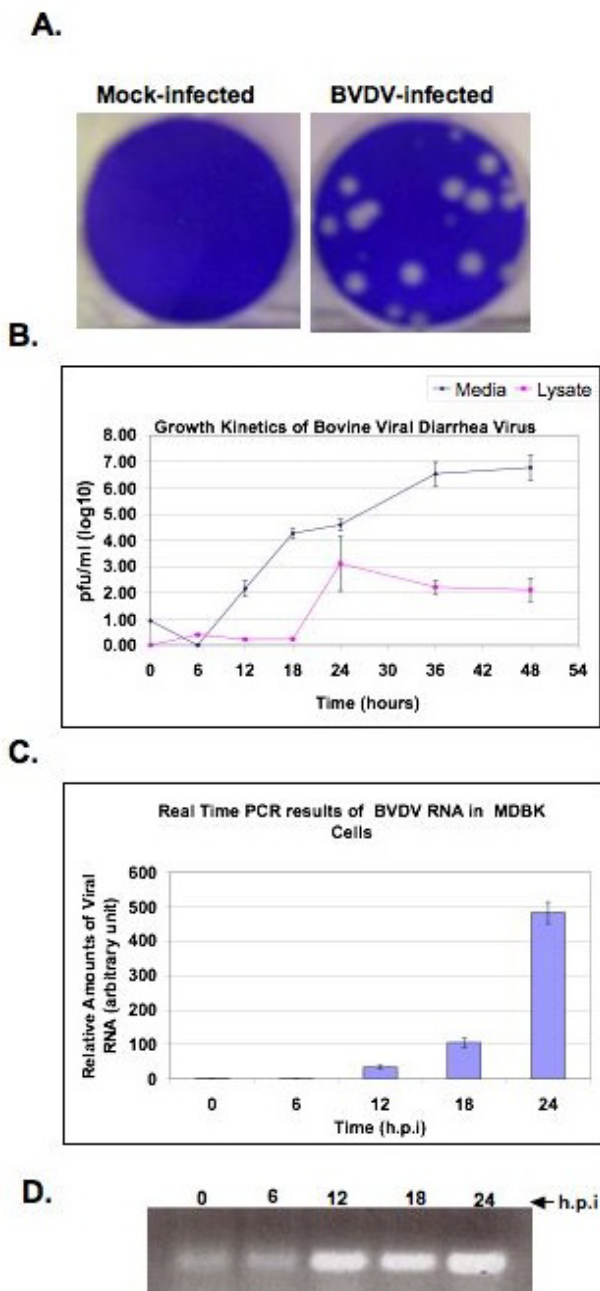 A.
Mock-infected BVDV-infected
B.
Media Lysate
Growth Kinetics of Bovine Viral Diarrhea Virus
8.00
7.00
6.00
5.00
4.00
3.00
2.00
1.00
0.00
pfu/ml (log10)
0 6 12 18 24 30 36 42 48 54
Time (hours)
C.
Real Time PCR results of BVDV RNA in MDBK
Cells
Relative Amounts of Viral
RNA (arbitrary unit)
600
500
400
300
200
100
0
0 6 12 18 24
Time (h.p.i)
D.
0 6 12 18 24 ← h.p.i